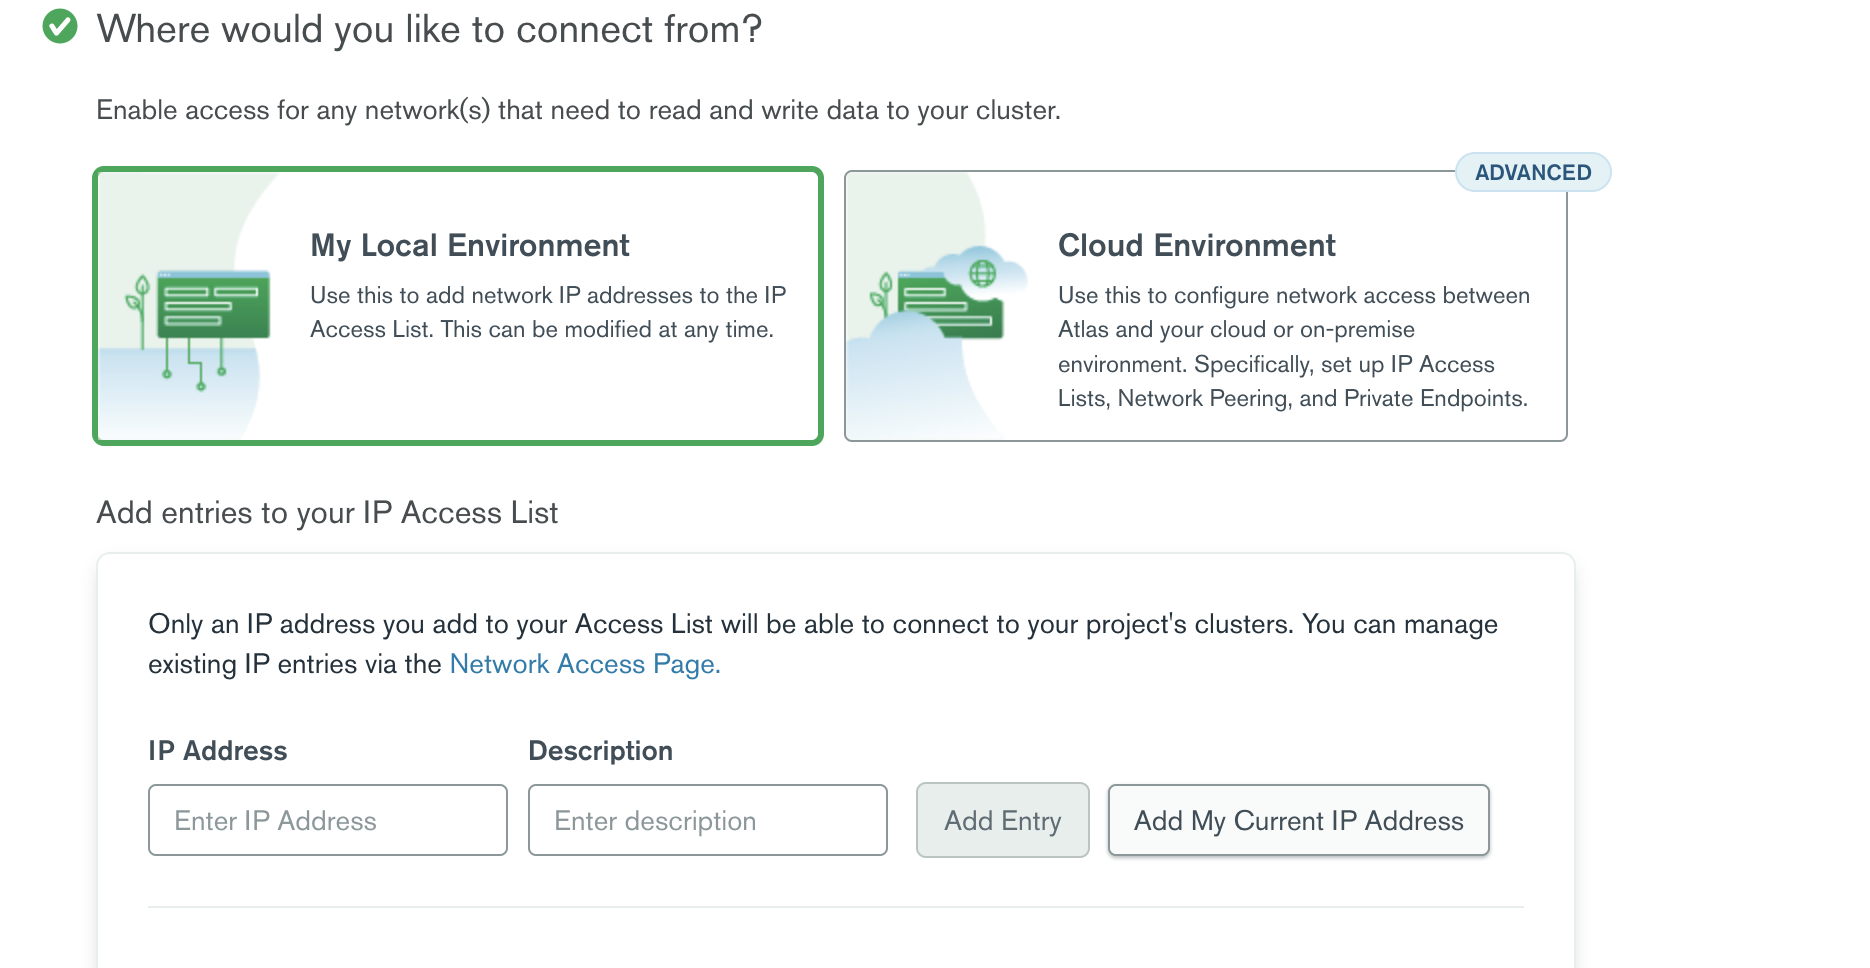 Where would you like to connect from?
Enable access for any network(s) that need to read and write data to your cluster.
ADVANCED
My Local Environment
Use this to add network IP addresses to the IP
Access List. This can be modified at any time.
Cloud Environment
Use this to configure network access between
Atlas and your cloud or on-premise
environment. Specifically, set up IP Access
Lists, Network Peering, and Private Endpoints.
Add entries to your IP Access List
Only an IP address you add to your Access List will be able to connect to your project's clusters. You can manage
existing IP entries via the Network Access Page.
IP Address
Description
Enter IP Address
Enter description
Add Entry
Add My Current IP Address